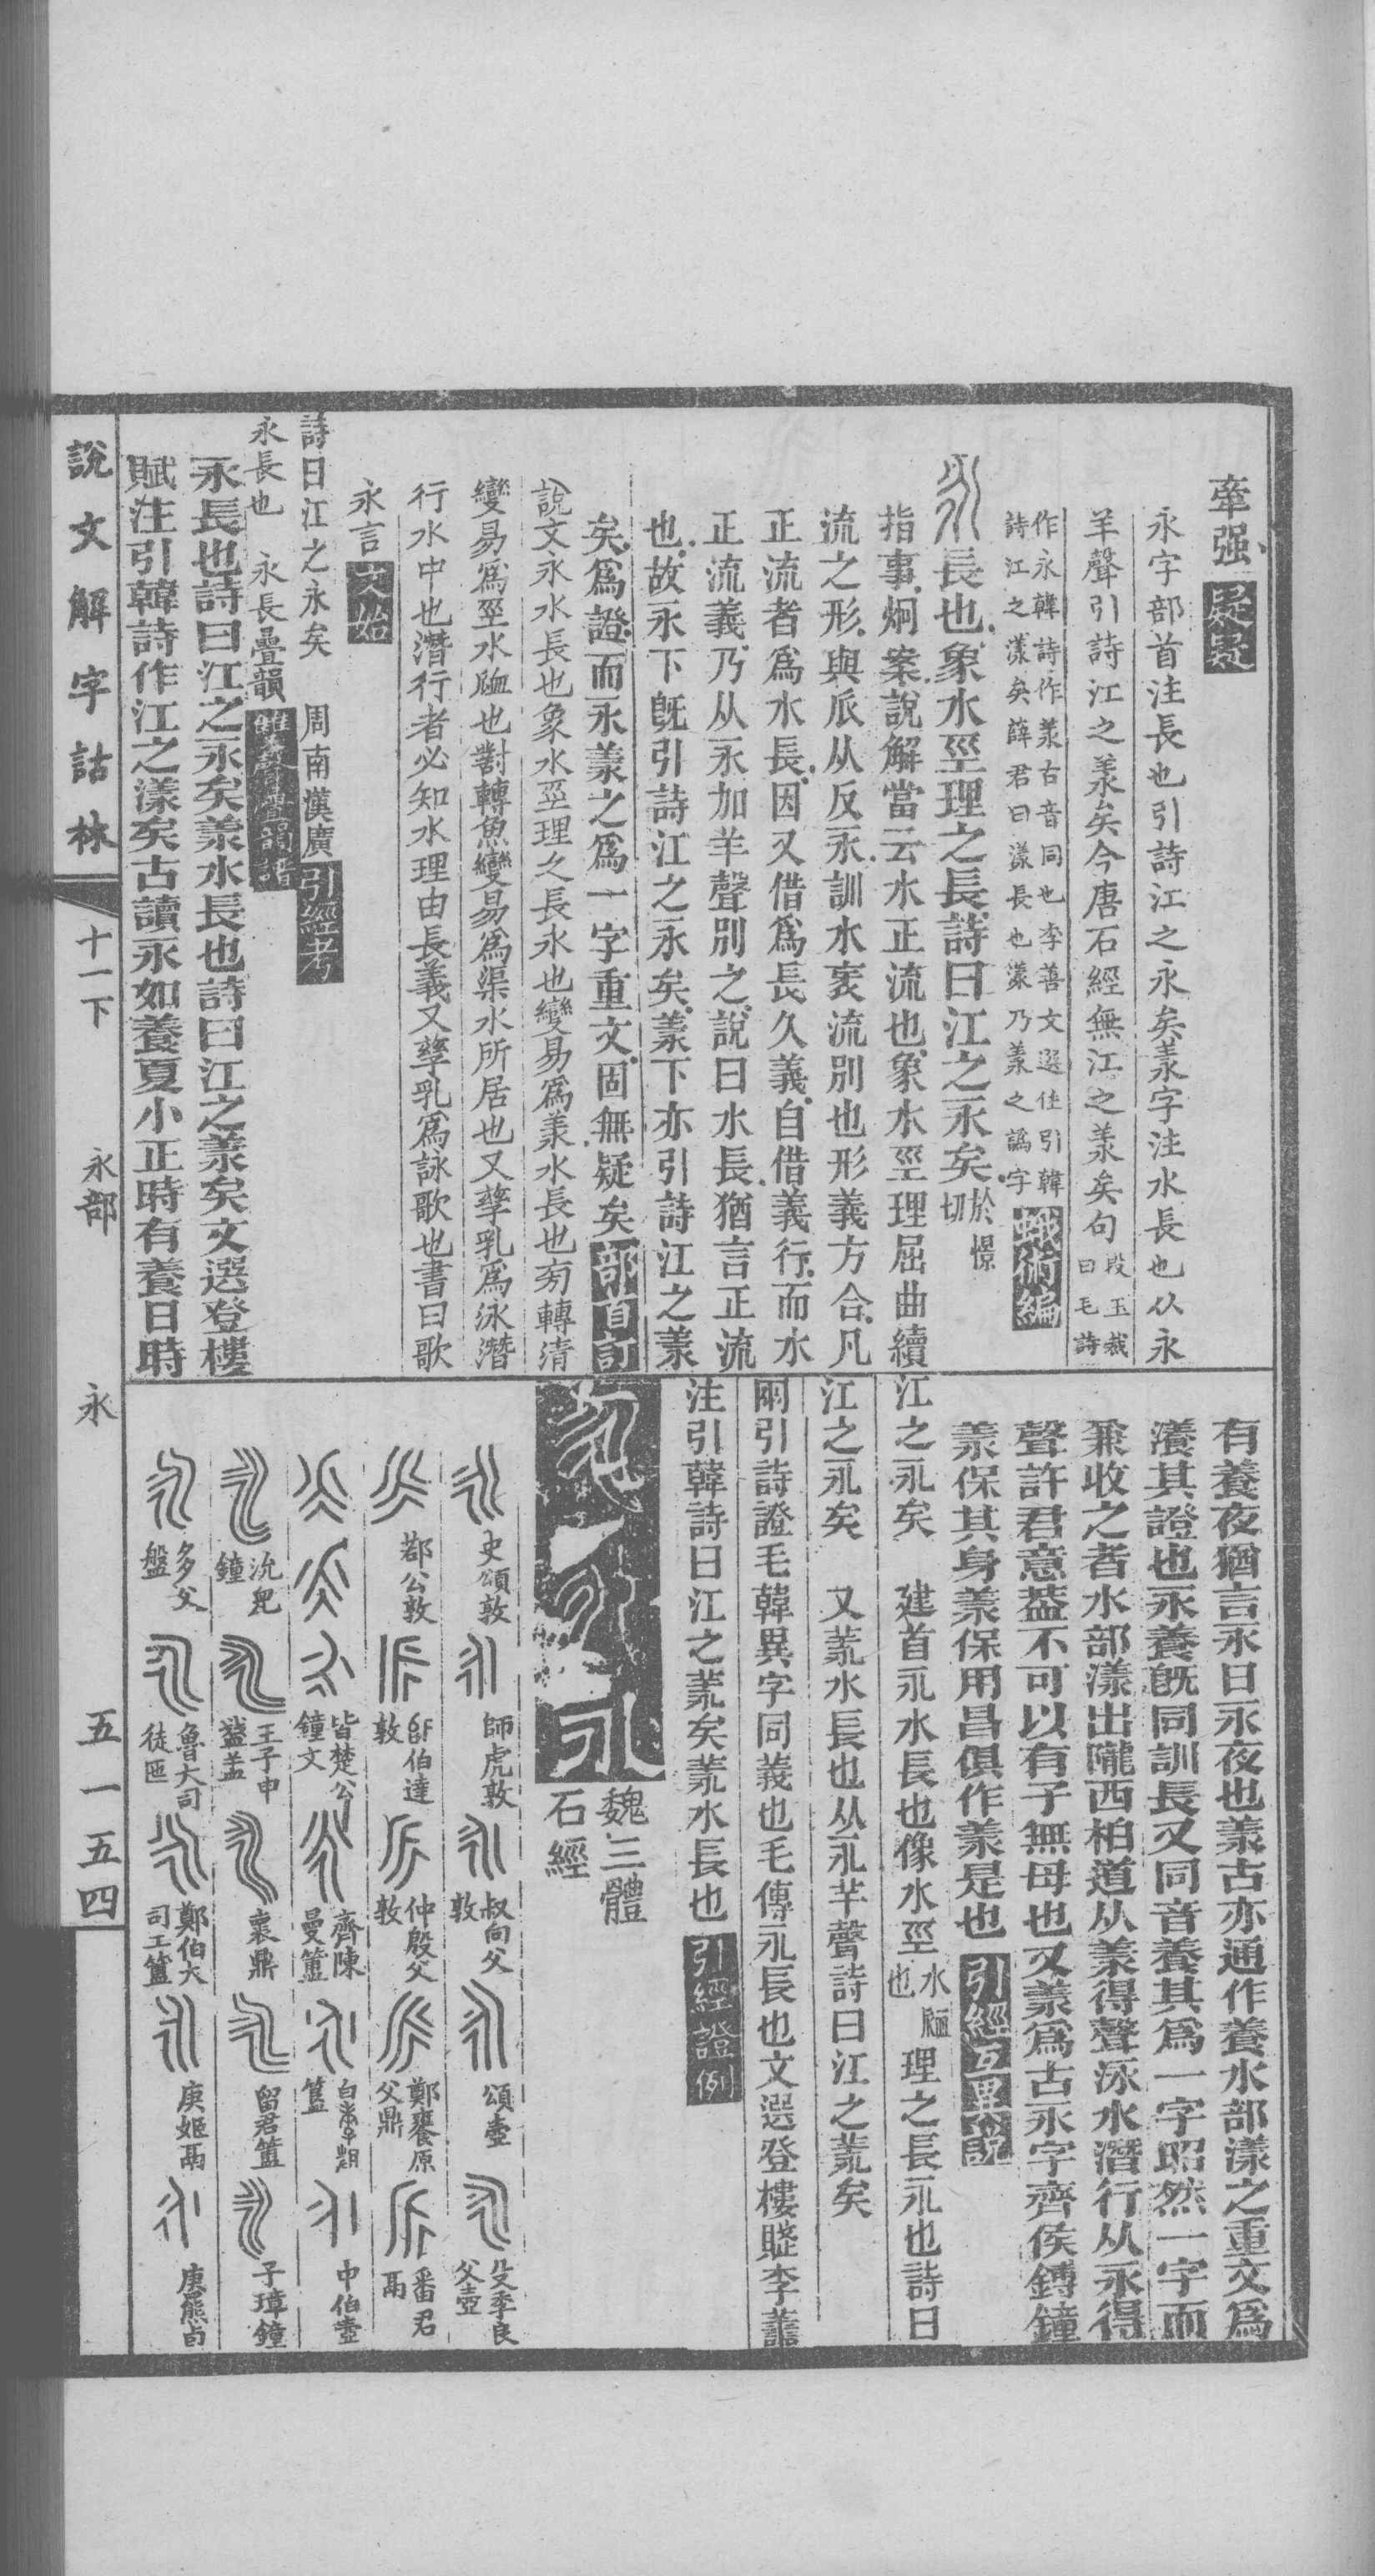 牽强
永字部首注長也引詩江之永矣羕字注水長也从永
羊聲引詩江之羕矣今唐石經無江之羕矣句段玉裁曰毛詩
作永韓詩作羕古音同也李善文選注引韓
詩江之漾矣薛君曰漾長也漾乃羕之譌字蛾術編
長也象水巠理之長詩曰江之永矣於憬切
指事炯案說解當云水正流也象水巠理屈曲續
流之形與𠂢从反永訓水衺流別也形義方合凡
正流者爲水長因又借爲長久義自借義行而水
正流義乃从永加羊聲別之說曰水長猶言正流
也故永下旣引詩江之永矣羕下亦引詩江之羕
矣爲證而永羕之爲一字重文固無疑矣部首訂
說文永水長也象水巠理之長永也變易爲羕水長也㫄轉清
變易爲巠水𧖴也對轉魚變易爲渠水所居也又孳乳爲泳潛
行水中也潛行者必知水理由長義又孳乳爲詠歌也書曰歌
永言文始
詩曰江之永矣 周南漢廣引經考
永長也 永長疊韻
永長也詩曰江之永矣羕水長也詩曰江之羕矣文選登樓
賦注引韓詩作江之漾矣古讀永如養夏小正時有養日時
有養夜猶言永日永夜也羕古亦通作養水部漾之重文爲
瀁其證也永養旣同訓長又同音養其爲一字昭然一字而
兼收之者水部漾出隴西柏道从羕得聲泳水潛行从永得
聲許君意葢不可以有子無母也又羕爲古永字齊侯鎛鐘
羕保其身羕保用昌俱作羕是也引經互異說
江之永矣 建首永水長也像水巠水𧖴也理之長永也詩曰
江之永矣 又羕水長也从永羊聲詩曰江之羕矣
兩引詩證毛韓異字同義也毛傳永長也文選登樓賦李善
注引韓詩曰江之羕矣羕水長也引經證例
永
魏三體石經
史頌敦 師虎敦 叔向父敦 頌壺 㕜季良父壺
鄀公敦 伯達敦 仲殷父敦 鄭饔原父鼎 番君鬲
楚公鐘文 齊陳曼簠 中伯壺
沇兒鐘 王子申盞盖 襄鼎 留君簠 子璋鐘
多父盤 魯大司徒匜 鄭伯大司工簠 庚姬鬲 庚羆卣
說文解字詁林 十一下 永部 永 五一五四